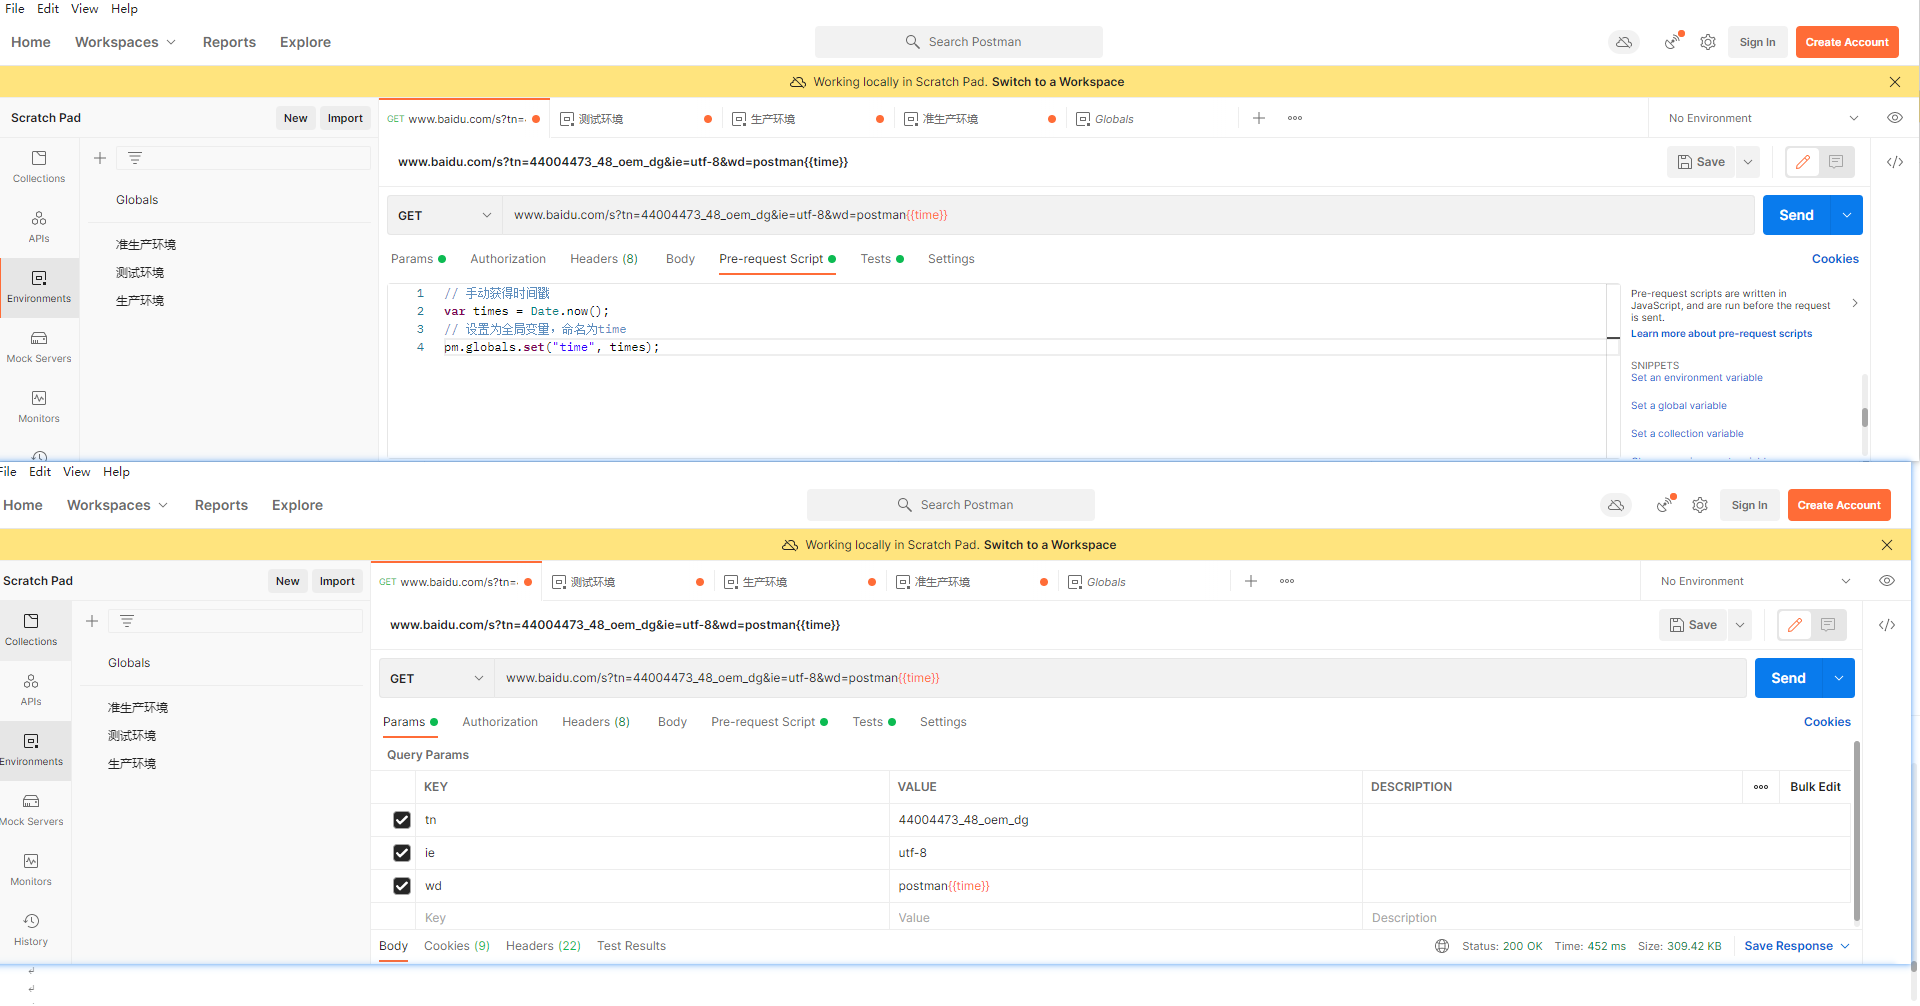 File Edit View Help
Home Workspaces Reports Explore Search Postman Sign In Create Account
Working locally in Scratch Pad. Switch to a Workspace
Scratch Pad New Import GET www.baidu.com/s?tn=· 测试环境 生产环境 准生产环境 Globals No Environment
www.baidu.com/s?tn=44004473_48_oem_dg&ie=utf-8&wd=postman{{time}} Save
Collections
Globals
GET www.baidu.com/s?tn=44004473_48_oem_dg&ie=utf-8&wd=postman{{time}} Send
APIs
准生产环境
测试环境
生产环境
Environments
Params Authorization Headers (8) Body Pre-request Script Tests Settings Cookies
1 // 手动获得时间戳
2 var times = Date.now();
3 // 设置为全局变量，命名为time
4 pm.globals.set("time", times);
Pre-request scripts are written in
JavaScript, and are run before the request
is sent.
Learn more about pre-request scripts
SNIPPETS
Set an environment variable
Set a global variable
Set a collection variable
Mock Servers
Monitors
File Edit View Help
Home Workspaces Reports Explore Search Postman Sign In Create Account
Working locally in Scratch Pad. Switch to a Workspace
Scratch Pad New Import GET www.baidu.com/s?tn=· 测试环境 生产环境 准生产环境 Globals No Environment
www.baidu.com/s?tn=44004473_48_oem_dg&ie=utf-8&wd=postman{{time}} Save
Collections
Globals
GET www.baidu.com/s?tn=44004473_48_oem_dg&ie=utf-8&wd=postman{{time}} Send
APIs
准生产环境
测试环境
生产环境
Environments
Params Authorization Headers (8) Body Pre-request Script Tests Settings Cookies
Query Params
KEY VALUE DESCRIPTION Bulk Edit
tn 44004473_48_oem_dg
ie utf-8
wd postman{{time}}
Key Value Description
Mock Servers
Monitors
History
Body Cookies (9) Headers (22) Test Results Status: 200 OK Time: 452 ms Size: 309.42 KB Save Response